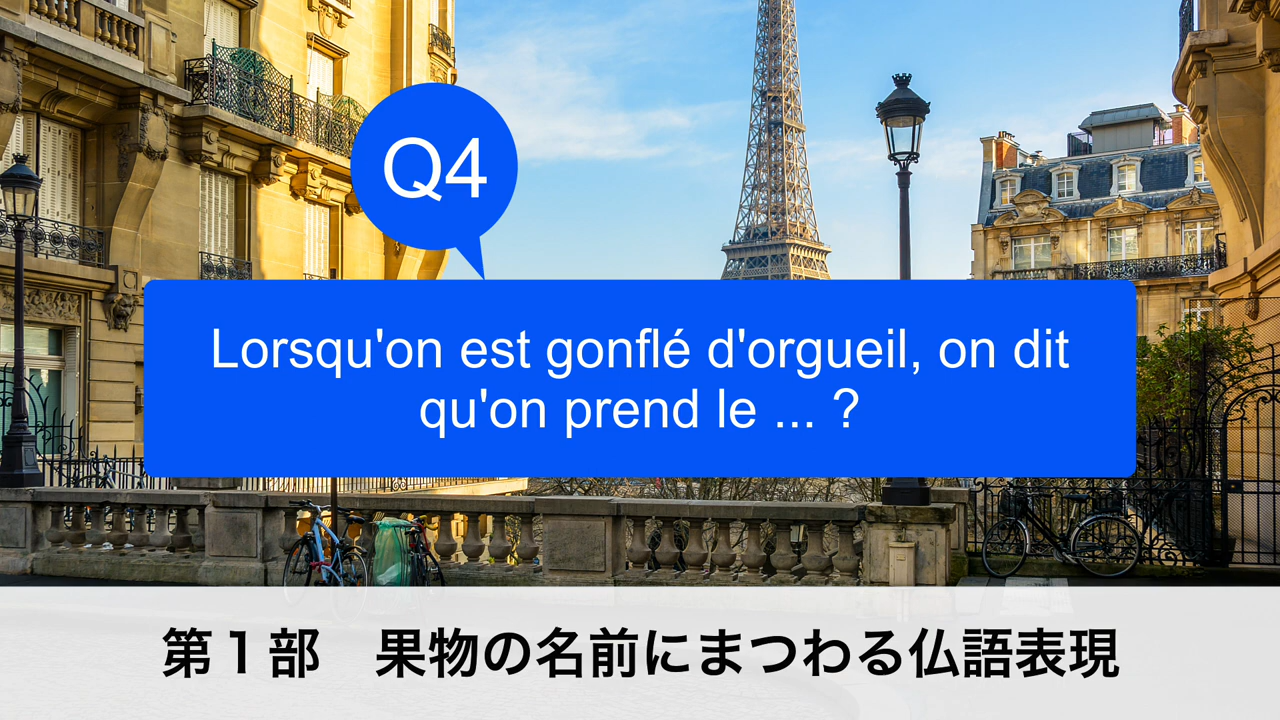 Q4
Lorsqu'on est gonflé d'orgueil, on dit
qu'on prend le ... ?
第１部　果物の名前にまつわる仏語表現